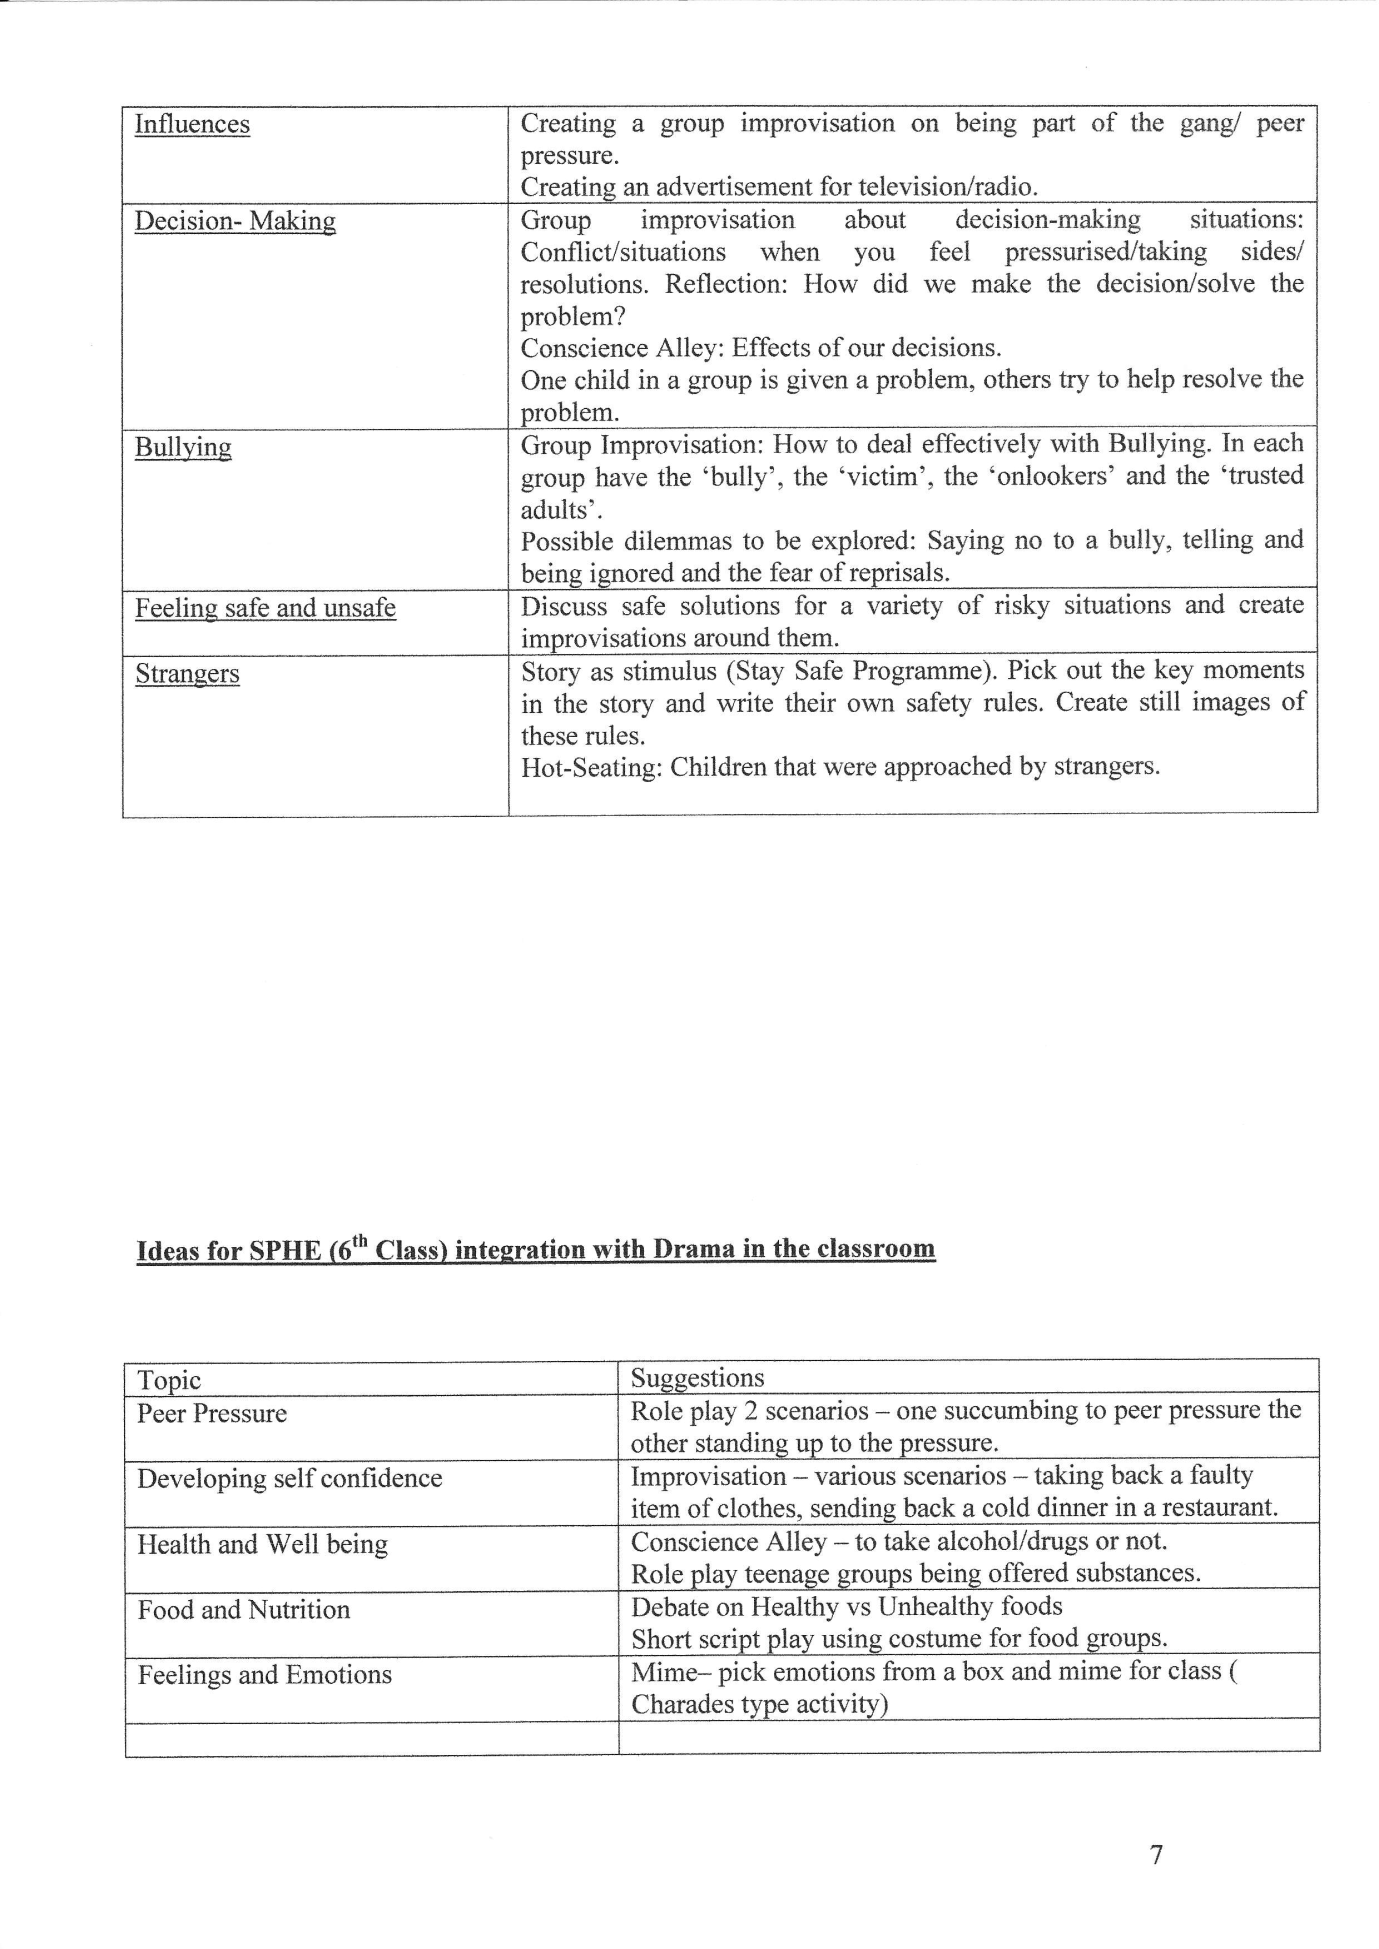 Influences
Creating a group improvisation on being part of the gang/ peer
pressure.
Creating an advertisement for television/radio.
Decision- Making
Group improvisation about decision-making situations:
Conflict/situations when you feel pressurised/taking sides/
resolutions. Reflection: How did we make the decision/solve the
problem?
Conscience Alley: Effects of our decisions.
One child in a group is given a problem, others try to help resolve the
problem.
Bullying
Group Improvisation: How to deal effectively with Bullying. In each
group have the ‘bully’, the ‘victim’, the ‘onlookers’ and the ‘trusted
adults’.
Possible dilemmas to be explored: Saying no to a bully, telling and
being ignored and the fear of reprisals.
Feeling safe and unsafe
Discuss safe solutions for a variety of risky situations and create
improvisations around them.
Strangers
Story as stimulus (Stay Safe Programme). Pick out the key moments
in the story and write their own safety rules. Create still images of
these rules.
Hot-Seating: Children that were approached by strangers.
Ideas for SPHE (6th Class) integration with Drama in the classroom
Topic
Suggestions
Peer Pressure
Role play 2 scenarios – one succumbing to peer pressure the
other standing up to the pressure.
Developing self confidence
Improvisation – various scenarios – taking back a faulty
item of clothes, sending back a cold dinner in a restaurant.
Health and Well being
Conscience Alley – to take alcohol/drugs or not.
Role play teenage groups being offered substances.
Food and Nutrition
Debate on Healthy vs Unhealthy foods
Short script play using costume for food groups.
Feelings and Emotions
Mime– pick emotions from a box and mime for class (
Charades type activity)
7